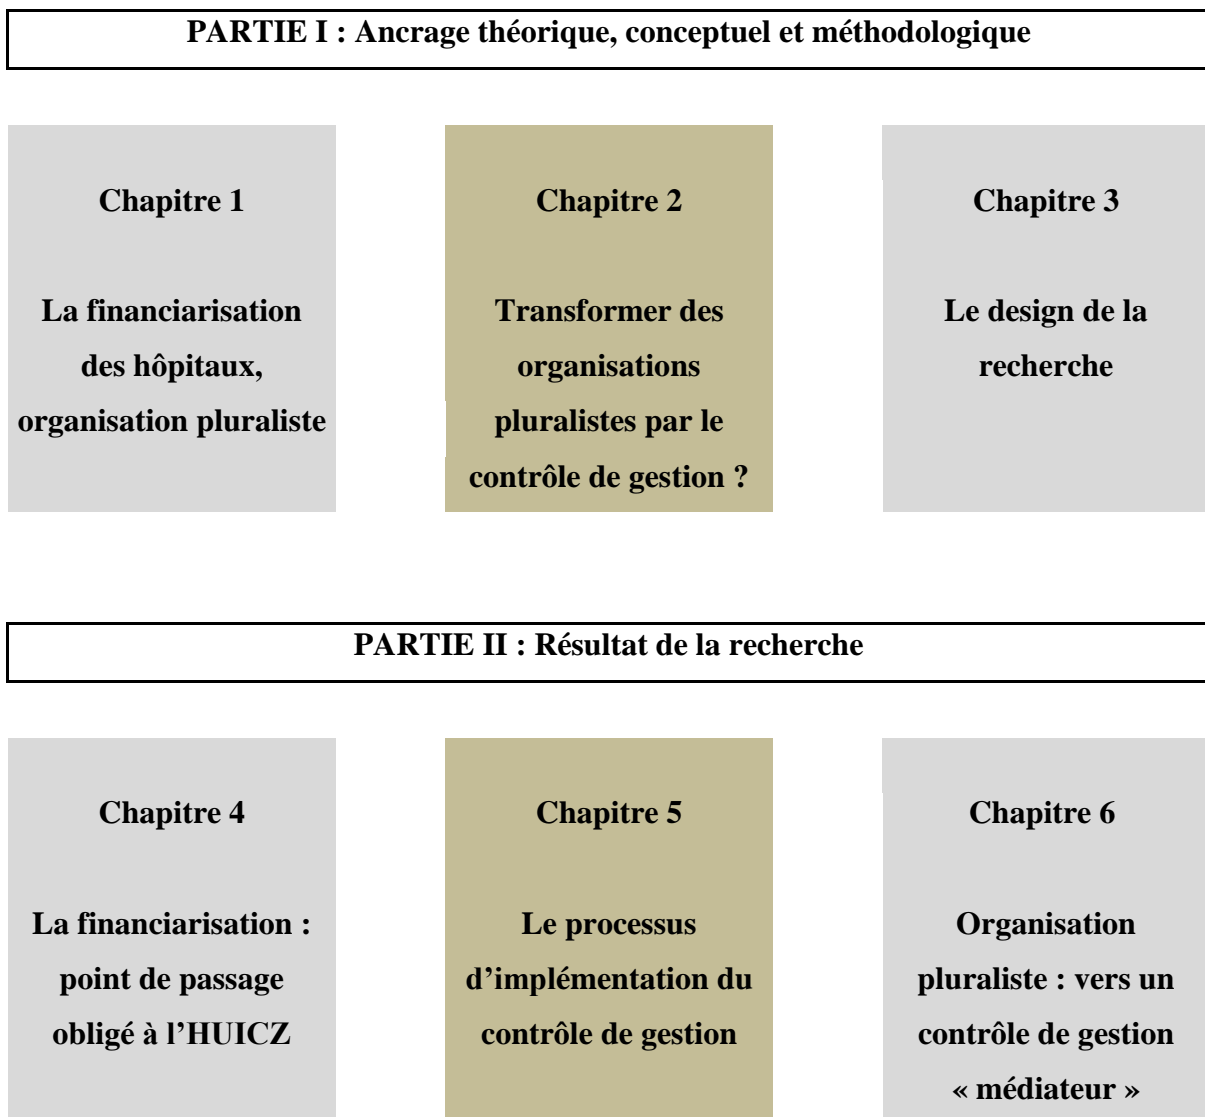 PARTIE I : Ancrage théorique, conceptuel et méthodologique
Chapitre 1
La financiarisation
des hôpitaux,
organisation pluraliste
Chapitre 2
Transformer des
organisations
pluralistes par le
contrôle de gestion ?
Chapitre 3
Le design de la
recherche
PARTIE II : Résultat de la recherche
Chapitre 4
La financiarisation :
point de passage
obligé à l’HUICZ
Chapitre 5
Le processus
d’implémentation du
contrôle de gestion
Chapitre 6
Organisation
pluraliste : vers un
contrôle de gestion
« médiateur »